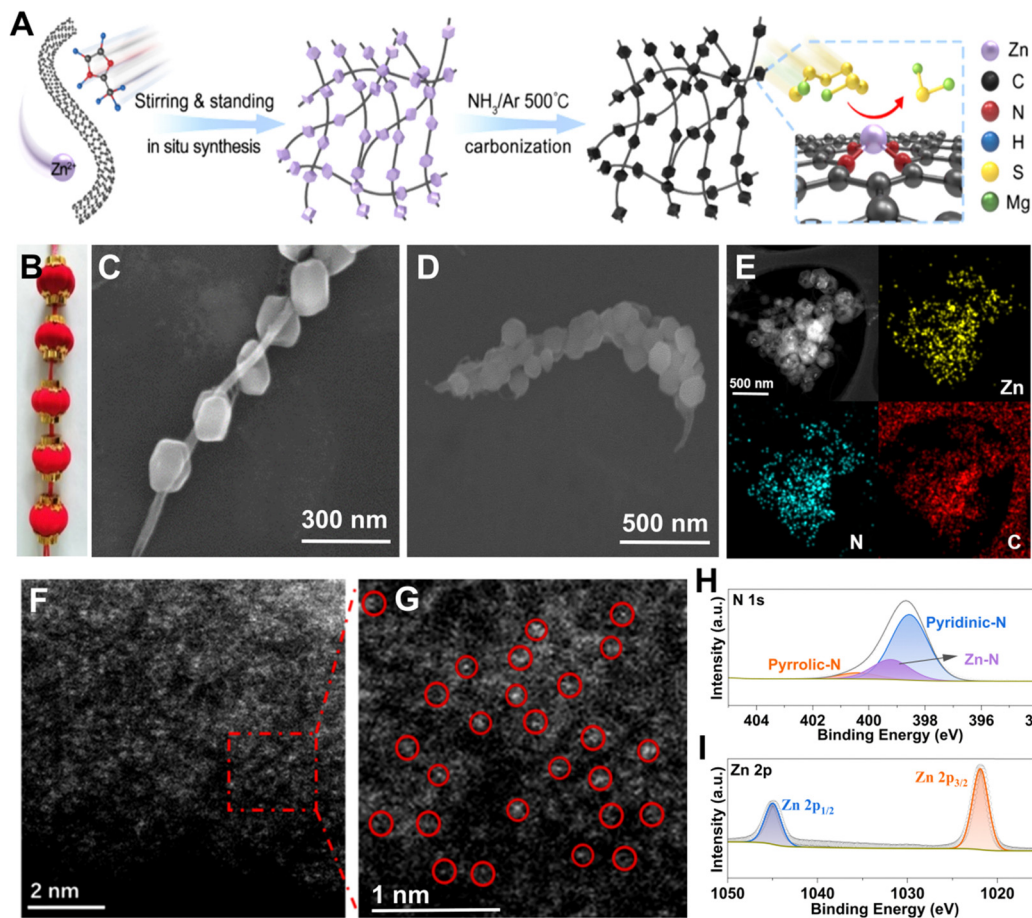 A
Zn²⁺
Stirring & standing
in situ synthesis
NH₃/Ar 500°C
carbonization
Zn
C
N
H
S
Mg
B
C
300 nm
D
500 nm
E
500 nm
Zn
N
C
F
2 nm
G
1 nm
H
N 1s
Pyridinic-N
Zn-N
Pyrrolic-N
Intensity (a.u.)
404 402 400 398 396 3
Binding Energy (eV)
I
Zn 2p
Zn 2p₃/₂
Zn 2p₁/₂
Intensity (a.u.)
1050 1040 1030 1020
Binding Energy (eV)